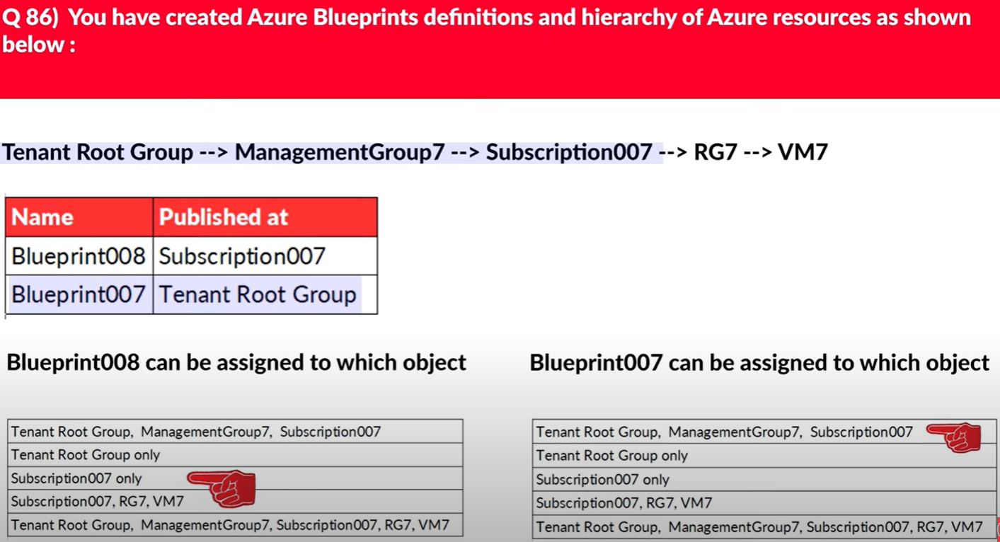 Q 86) You have created Azure Blueprints definitions and hierarchy of Azure resources as shown
below :
Tenant Root Group --> ManagementGroup7 --> Subscription007 --> RG7 --> VM7
Name Published at
Blueprint008 Subscription007
Blueprint007 Tenant Root Group
Blueprint008 can be assigned to which object
Tenant Root Group, ManagementGroup7, Subscription007
Tenant Root Group only
Subscription007 only
Subscription007, RG7, VM7
Tenant Root Group, ManagementGroup7, Subscription007, RG7, VM7
Blueprint007 can be assigned to which object
Tenant Root Group, ManagementGroup7, Subscription007
Tenant Root Group only
Subscription007 only
Subscription007, RG7, VM7
Tenant Root Group, ManagementGroup7, Subscription007, RG7, VM7